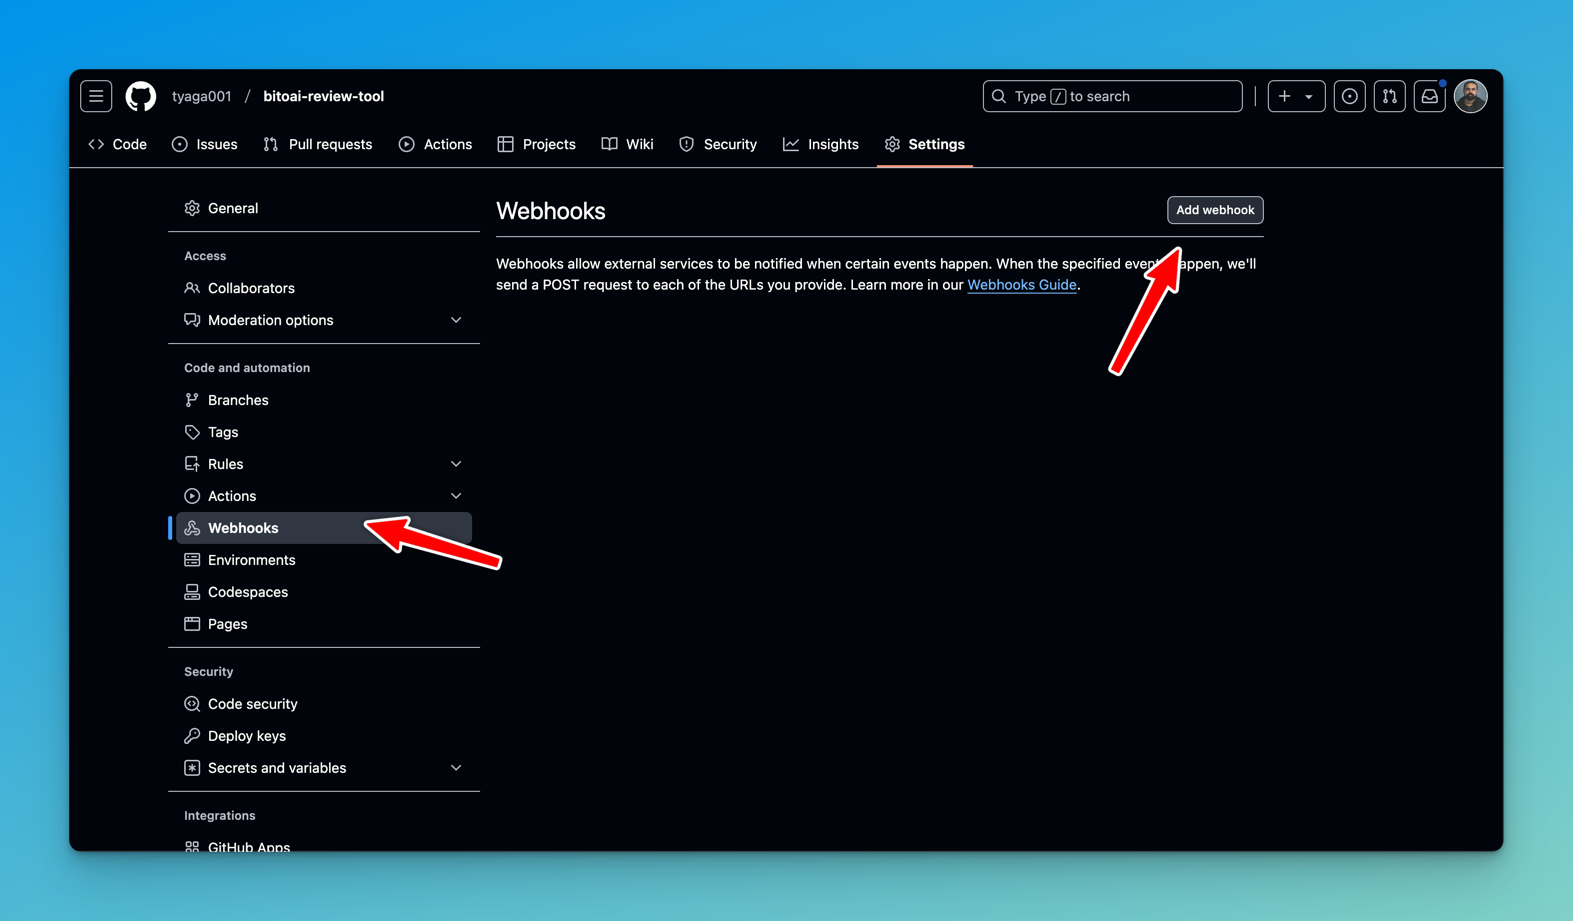 tyaga001 / bitoai-review-tool
Type / to search
Code Issues Pull requests Actions Projects Wiki Security Insights Settings
General
Access
Collaborators
Moderation options
Code and automation
Branches
Tags
Rules
Actions
Webhooks
Environments
Codespaces
Pages
Security
Code security
Deploy keys
Secrets and variables
Integrations
GitHub Apps
Webhooks
Add webhook
Webhooks allow external services to be notified when certain events happen. When the specified events happen, we'll
send a POST request to each of the URLs you provide. Learn more in our Webhooks Guide.